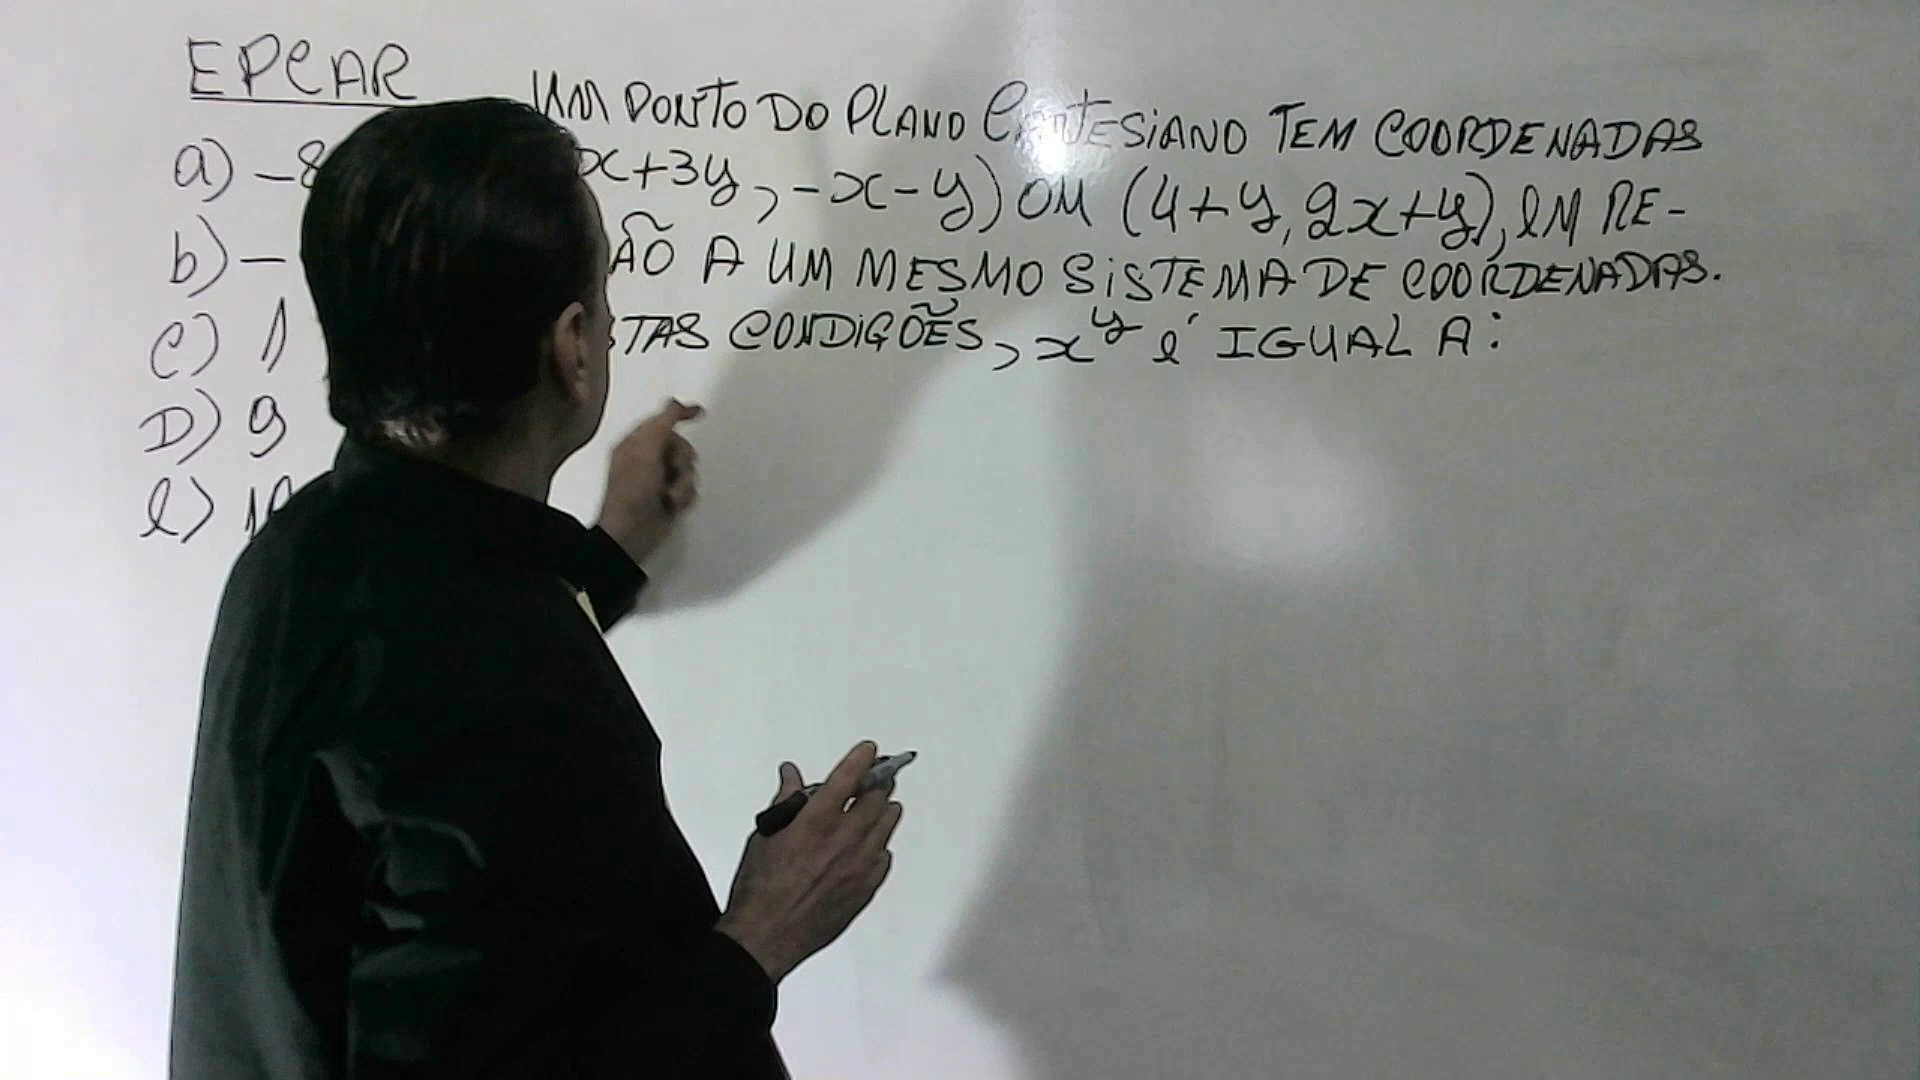 EPCAR
UM PONTO DO PLANO CARTESIANO TEM COORDENADAS
x+3y, -x-y) OU (4+y, 2x+y), EM RE-
ÃO A UM MESMO SISTEMA DE COORDENADAS.
TAS CONDIÇÕES, x^y é IGUAL A:
a) -8
b) -
c) 1
D) 9
e)